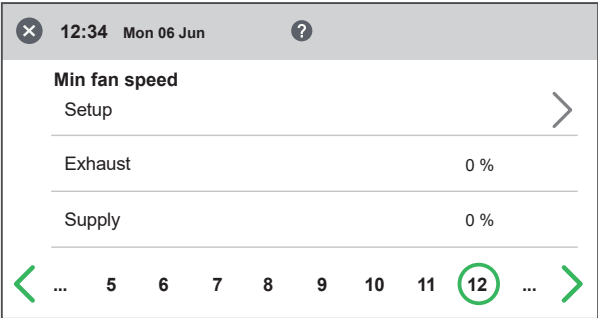 12:34 Mon 06 Jun ?
Min fan speed
Setup
Exhaust 0 %
Supply 0 %
... 5 6 7 8 9 10 11 12 ...